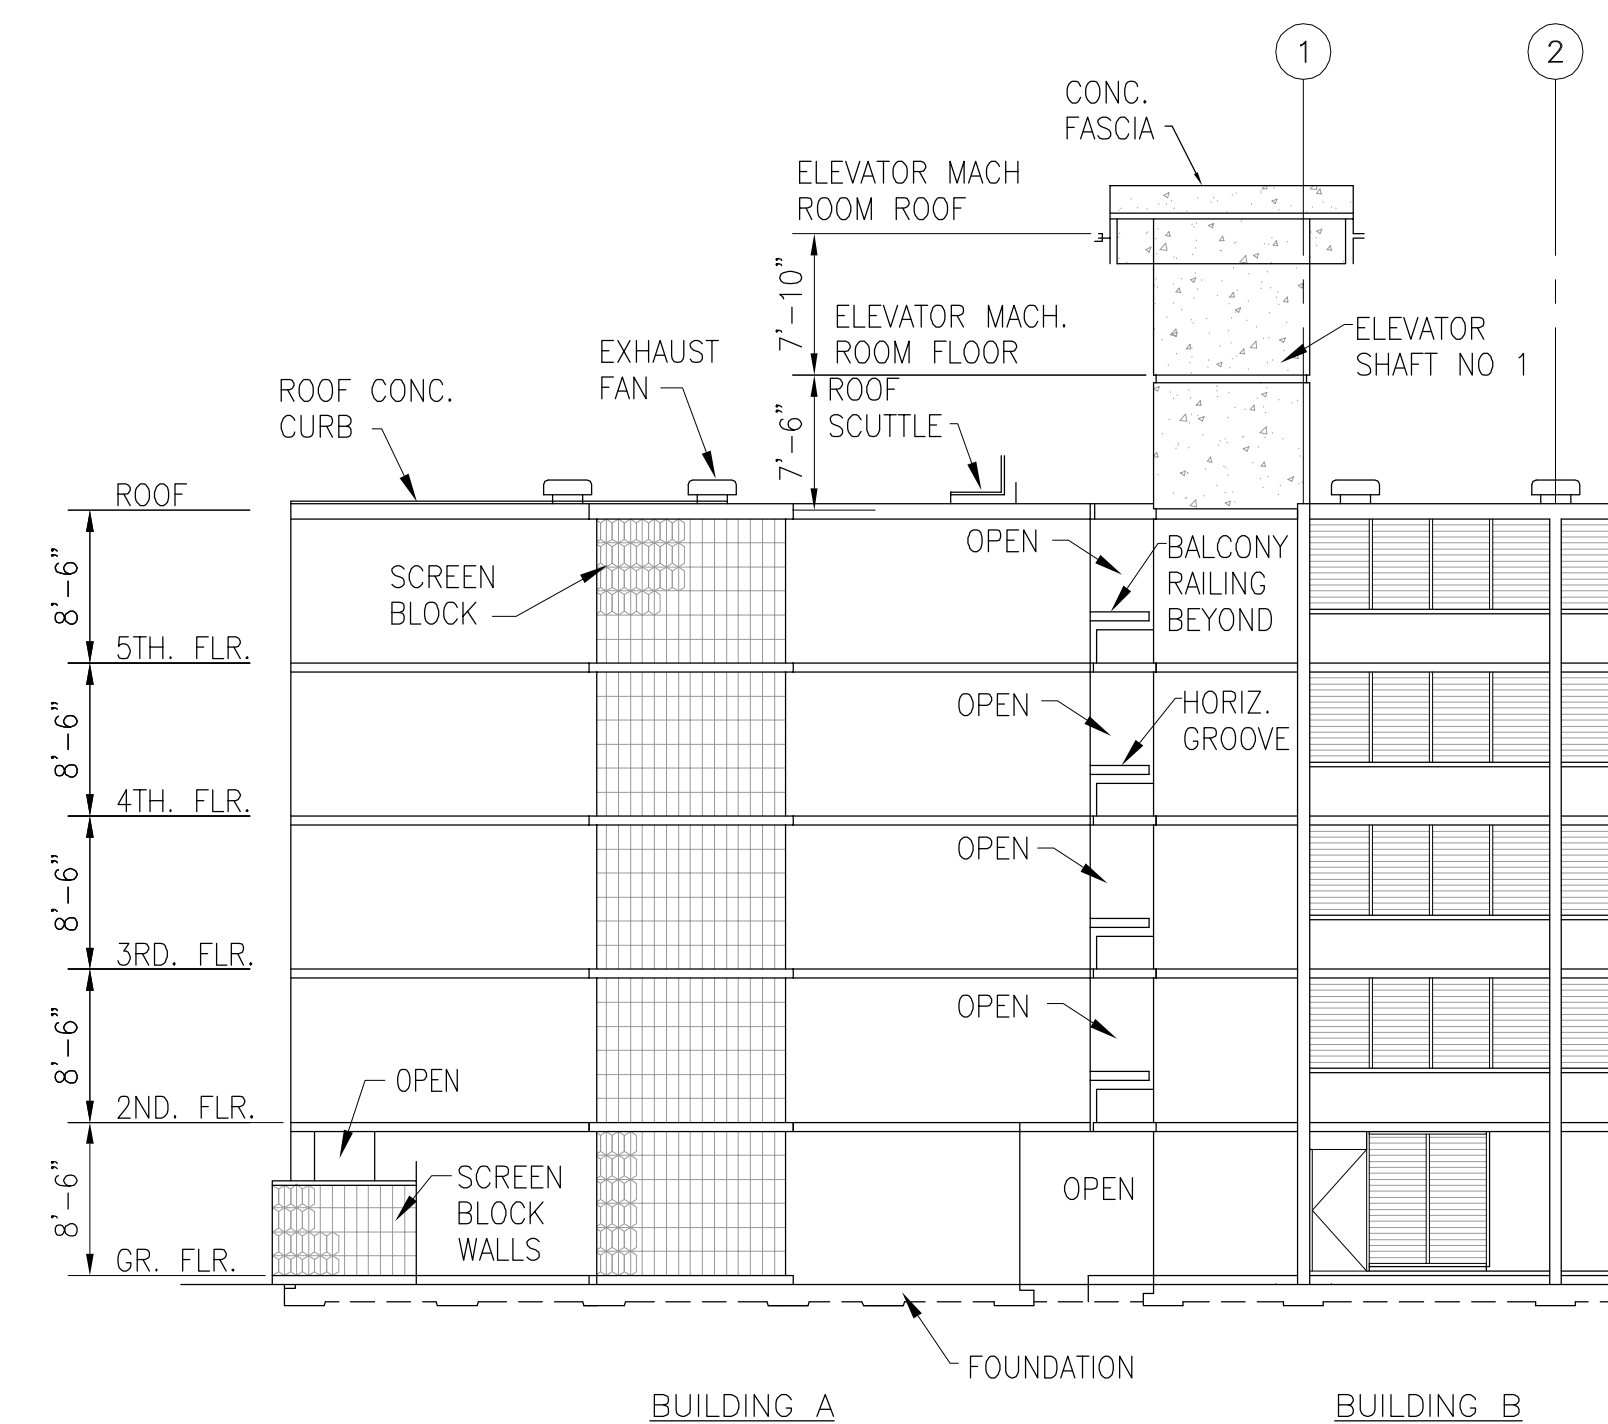 1
2
CONC.
FASCIA
ELEVATOR MACH
ROOM ROOF
7'-10"
ELEVATOR MACH.
ROOM FLOOR
ELEVATOR
SHAFT NO 1
EXHAUST
FAN
ROOF CONC.
CURB
7'-6"
ROOF
SCUTTLE
ROOF
8'-6"
SCREEN
BLOCK
OPEN
BALCONY
RAILING
BEYOND
5TH. FLR.
8'-6"
OPEN
HORIZ.
GROOVE
4TH. FLR.
8'-6"
OPEN
3RD. FLR.
8'-6"
OPEN
OPEN
2ND. FLR.
8'-6"
SCREEN
BLOCK
WALLS
OPEN
GR. FLR.
FOUNDATION
BUILDING A
BUILDING B